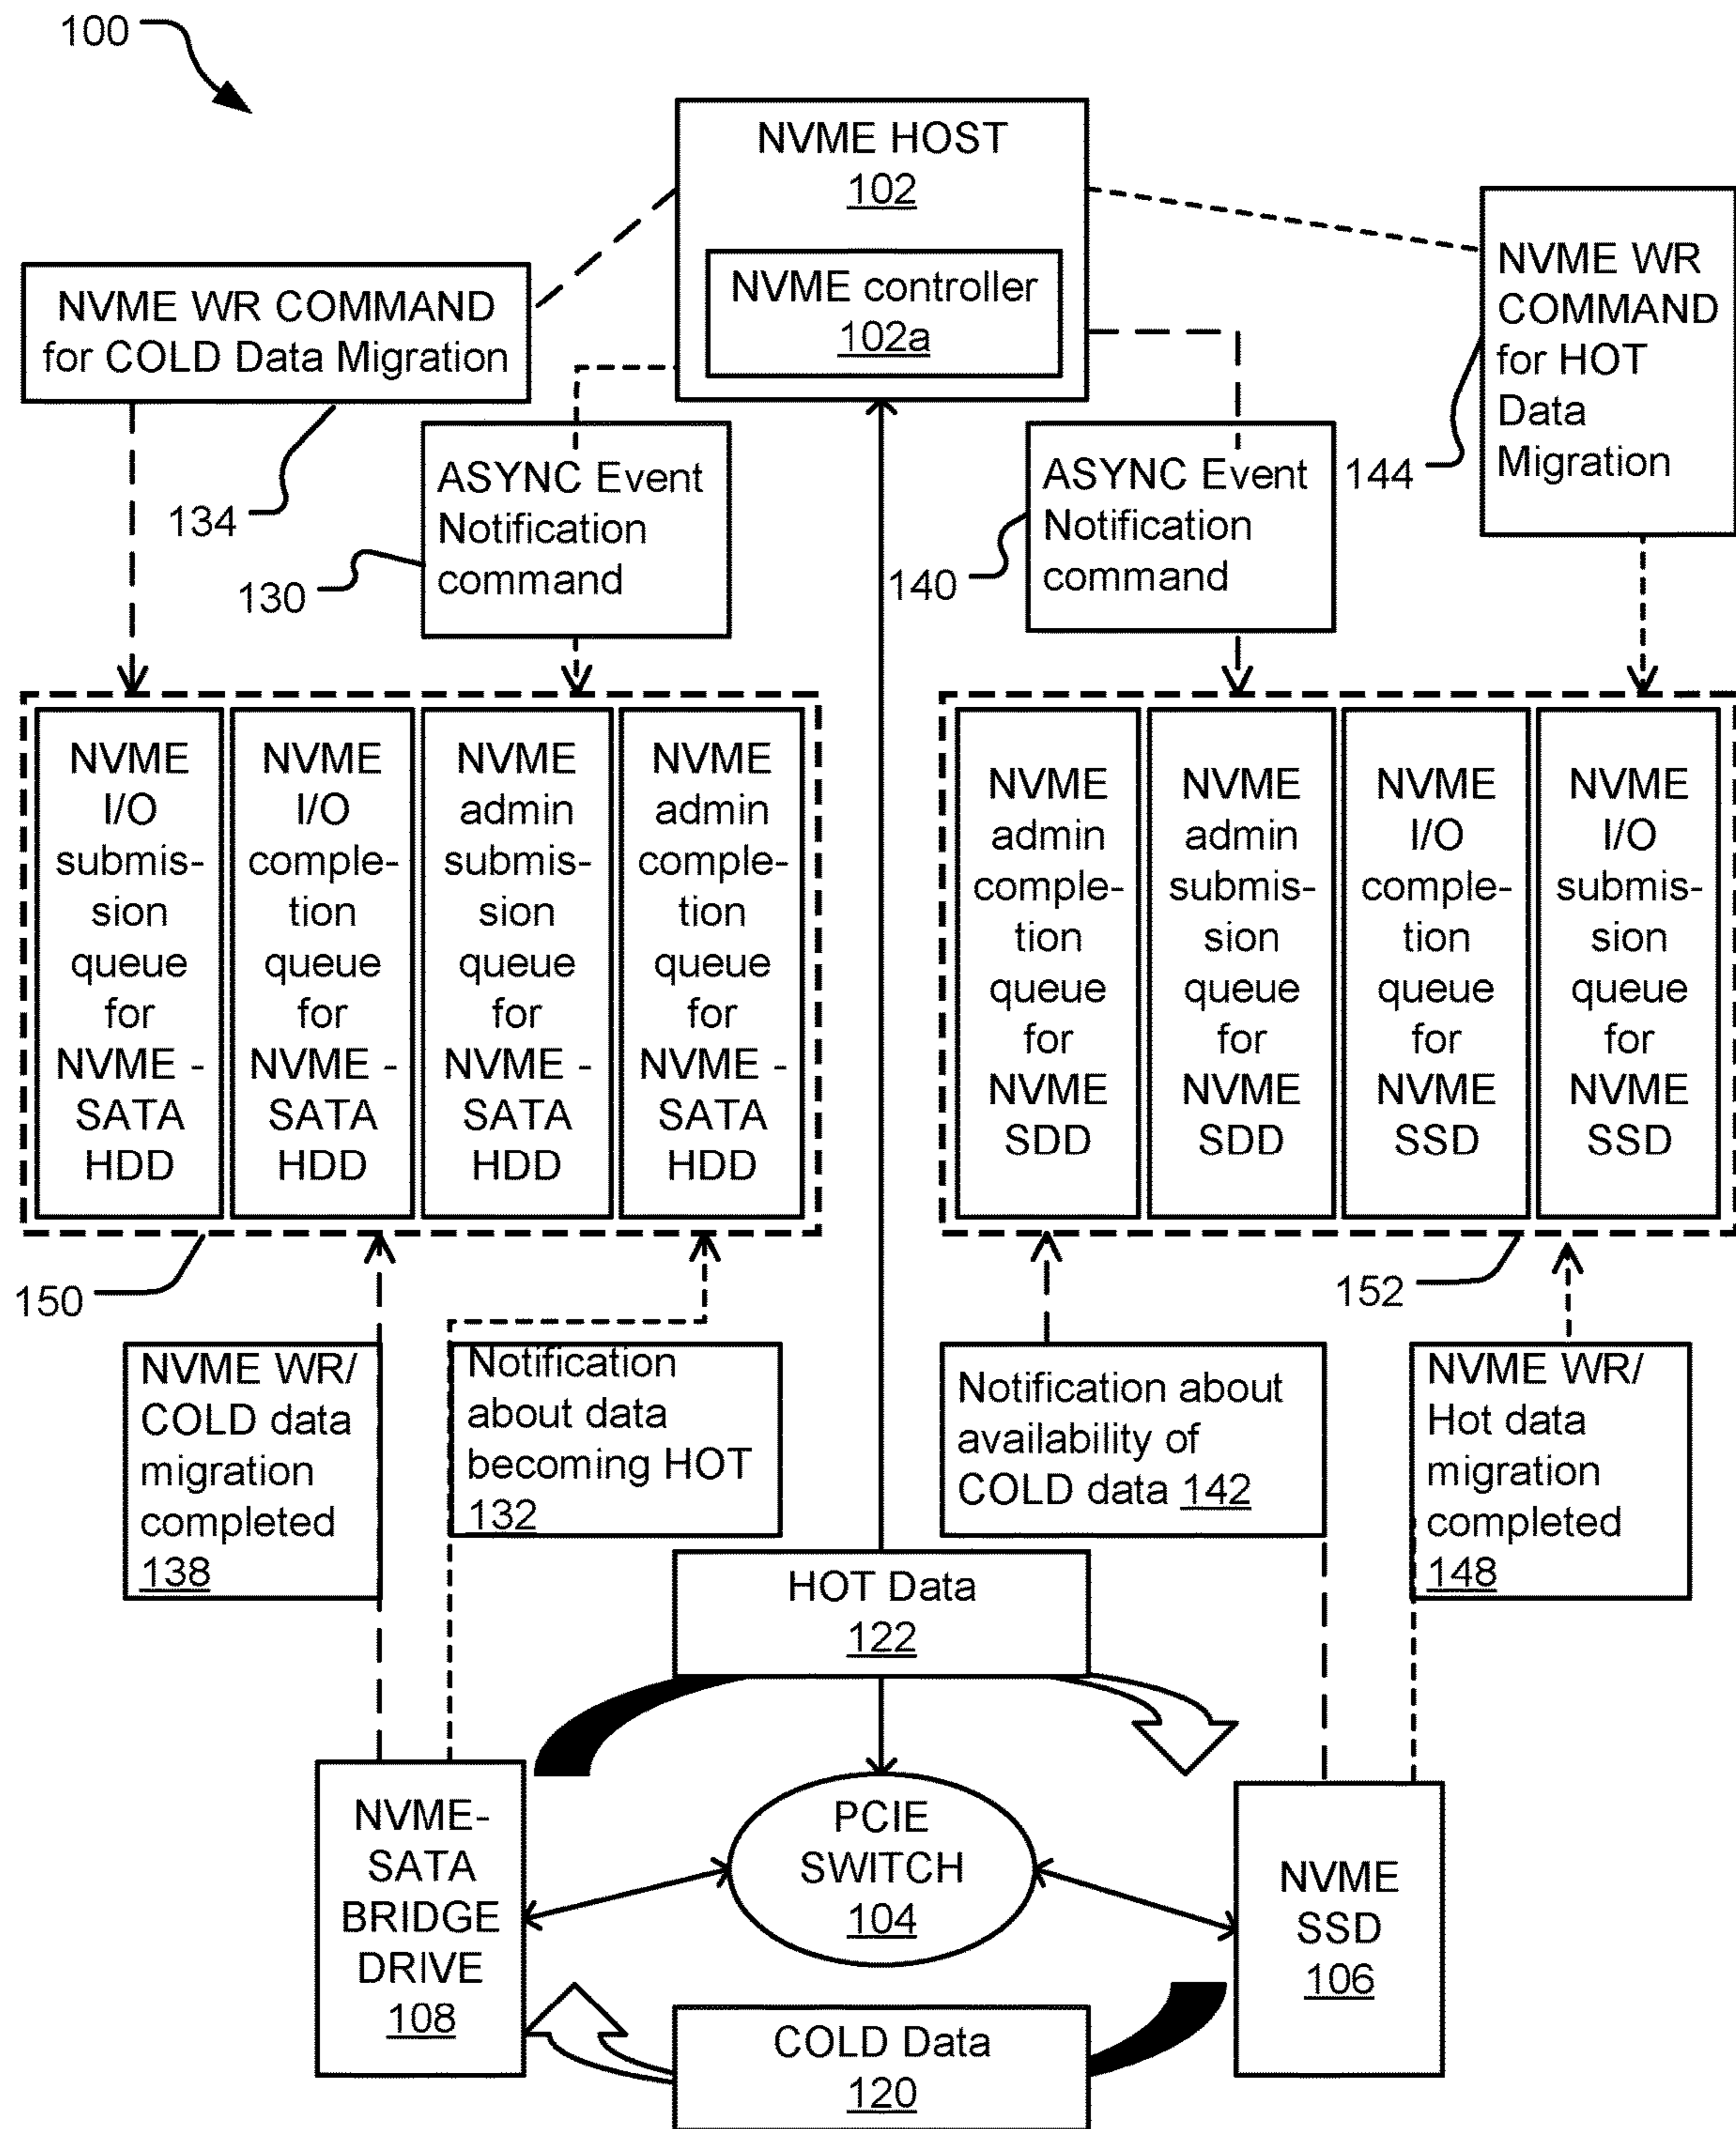 100
NVME HOST
102
NVME controller
102a
NVME WR COMMAND
for COLD Data Migration
134
NVME WR
COMMAND
for HOT
Data
Migration
144
ASYNC Event
Notification
command
130
ASYNC Event
Notification
command
140
NVME
I/O
submis-
sion
queue
for
NVME -
SATA
HDD
NVME
I/O
comple-
tion
queue
for
NVME -
SATA
HDD
NVME
admin
submis-
sion
queue
for
NVME -
SATA
HDD
NVME
admin
comple-
tion
queue
for
NVME -
SATA
HDD
NVME
admin
comple-
tion
queue
for
NVME
SDD
NVME
admin
submis-
sion
queue
for
NVME
SDD
NVME
I/O
comple-
tion
queue
for
NVME
SSD
NVME
I/O
submis-
sion
queue
for
NVME
SSD
150
152
NVME WR/
COLD data
migration
completed
138
Notification
about data
becoming HOT
132
Notification about
availability of
COLD data 142
NVME WR/
Hot data
migration
completed
148
HOT Data
122
NVME-
SATA
BRIDGE
DRIVE
108
PCIE
SWITCH
104
NVME
SSD
106
COLD Data
120